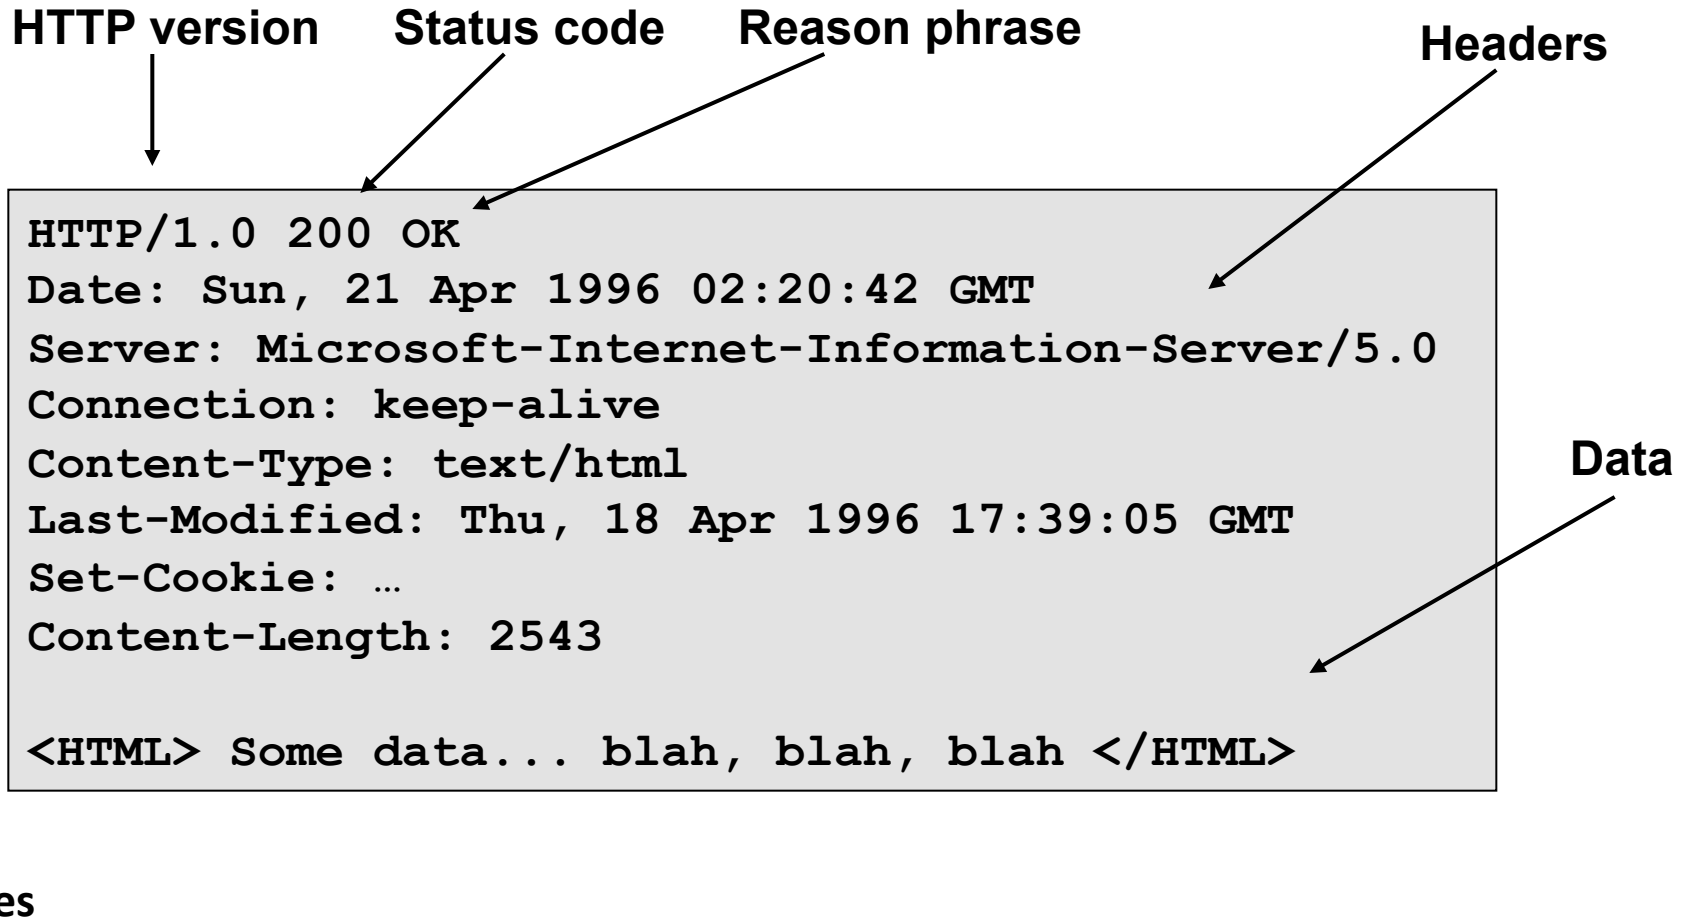 HTTP version Status code Reason phrase Headers
HTTP/1.0 200 OK
Date: Sun, 21 Apr 1996 02:20:42 GMT
Server: Microsoft-Internet-Information-Server/5.0
Connection: keep-alive
Content-Type: text/html
Data
Last-Modified: Thu, 18 Apr 1996 17:39:05 GMT
Set-Cookie: …
Content-Length: 2543
<HTML> Some data... blah, blah, blah </HTML>
es